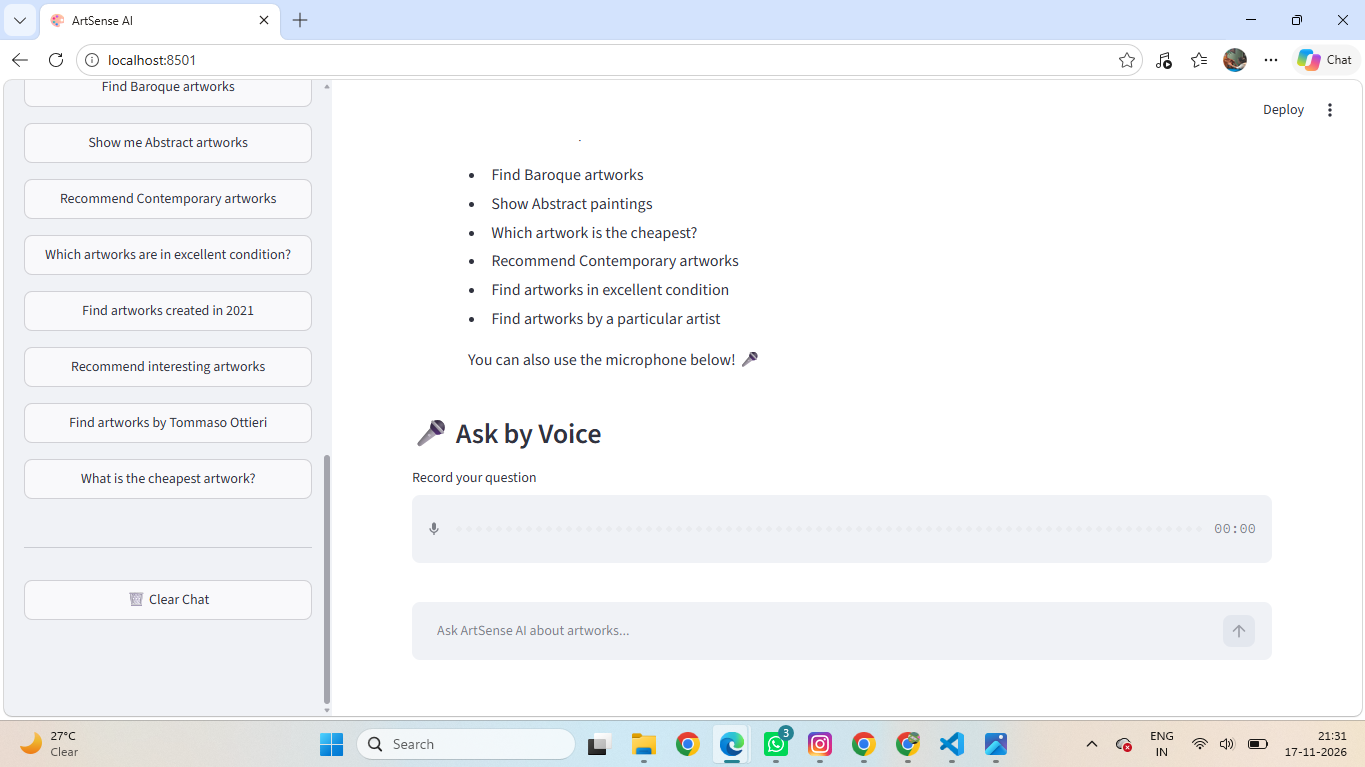 ArtSense AI
localhost:8501
Chat
Find Baroque artworks
Show me Abstract artworks
Recommend Contemporary artworks
Which artworks are in excellent condition?
Find artworks created in 2021
Recommend interesting artworks
Find artworks by Tommaso Ottieri
What is the cheapest artwork?
Clear Chat
Deploy
• Find Baroque artworks
• Show Abstract paintings
• Which artwork is the cheapest?
• Recommend Contemporary artworks
• Find artworks in excellent condition
• Find artworks by a particular artist
You can also use the microphone below! 🎤
🎤 Ask by Voice
Record your question
00:00
Ask ArtSense AI about artworks...
27°C
Clear
Search
3
ENG
IN
21:31
17-11-2026